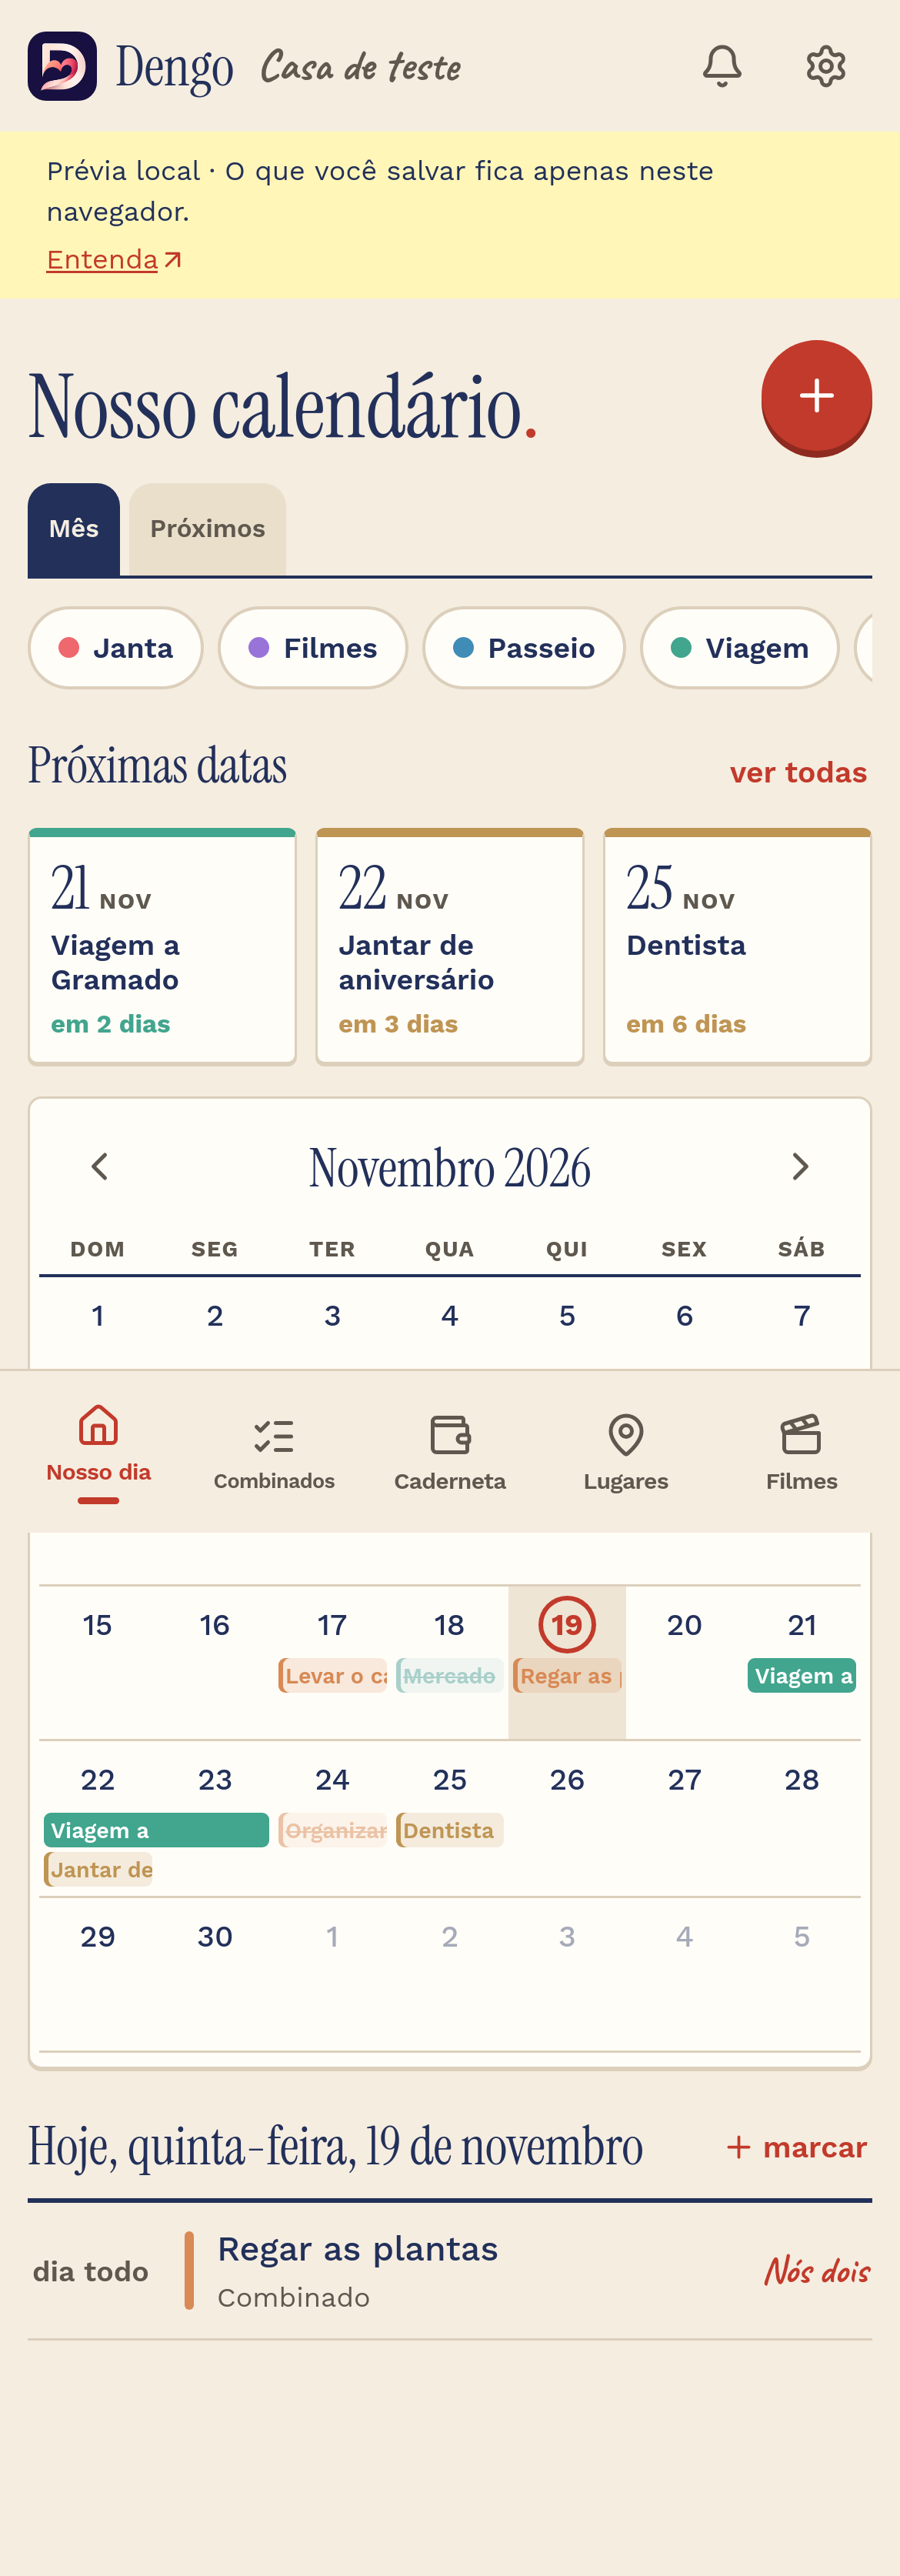 Dengo Casa de teste
Prévia local · O que você salvar fica apenas neste
navegador.
Entenda
Nosso calendário.
Mês Próximos
Janta Filmes Passeio Viagem
Próximas datas ver todas
21 NOV
Viagem a
Gramado
em 2 dias
22 NOV
Jantar de
aniversário
em 3 dias
25 NOV
Dentista
em 6 dias
Novembro 2026
DOM SEG TER QUA QUI SEX SÁB
1 2 3 4 5 6 7
Nosso dia Combinados Caderneta Lugares Filmes
15 16 17 18 19 20 21
Levar o Mercado Regar as Viagem a
22 23 24 25 26 27 28
Viagem a Organizar Dentista
Jantar de
29 30 1 2 3 4 5
Hoje, quinta-feira, 19 de novembro + marcar
dia todo Regar as plantas Nós dois
Combinado